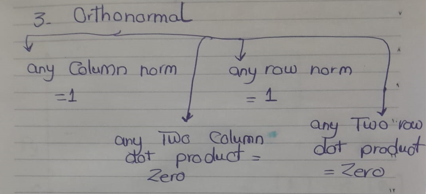 3- Orthonormal
any Column norm
=1
any row norm
= 1
any Two Column
dot product =
Zero
any Two row
dot product
= Zero